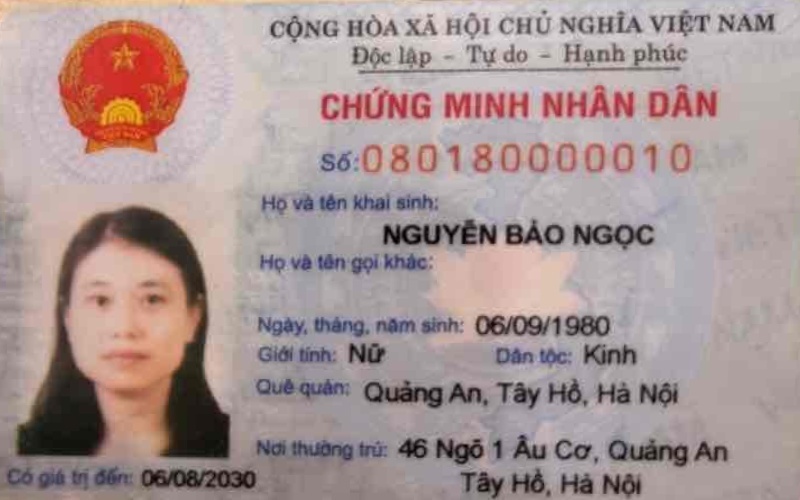 CỘNG HÒA XÃ HỘI CHỦ NGHĨA VIỆT NAM
Độc lập - Tự do - Hạnh phúc
CHỨNG MINH NHÂN DÂN
Số: 080180000010
Họ và tên khai sinh:
NGUYỄN BẢO NGỌC
Họ và tên gọi khác:
Ngày, tháng, năm sinh: 06/09/1980
Giới tính: Nữ Dân tộc: Kinh
Quê quán: Quảng An, Tây Hồ, Hà Nội
Nơi thường trú: 46 Ngõ 1 Âu Cơ, Quảng An
Tây Hồ, Hà Nội
Có giá trị đến: 06/08/2030